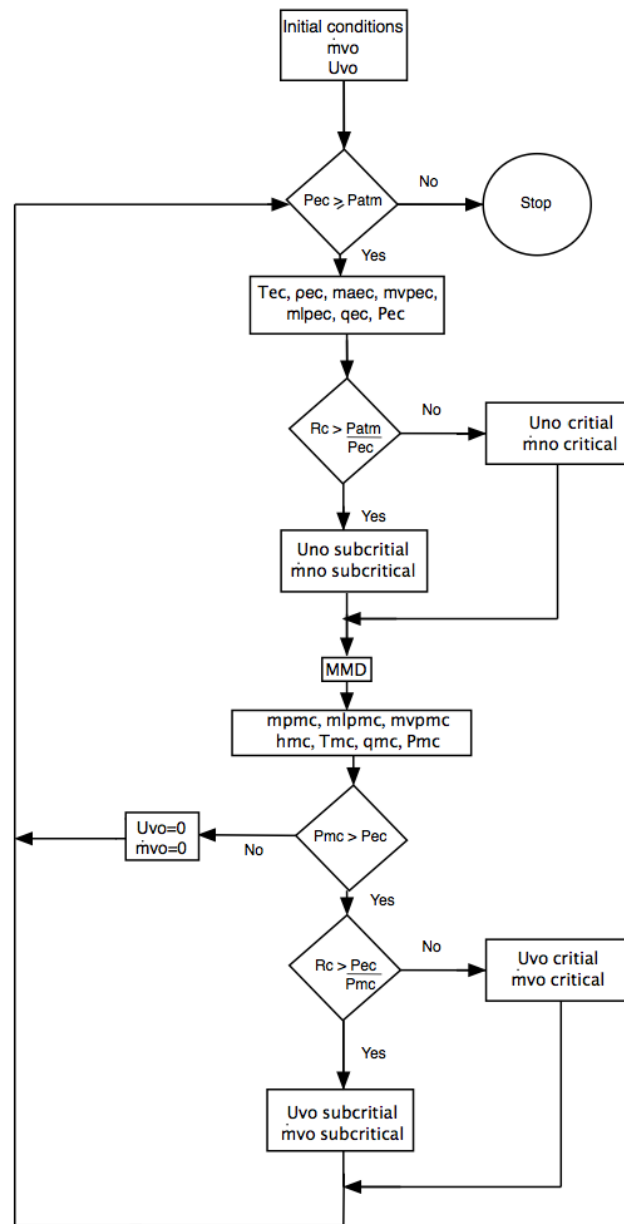 Initial conditions
ṁvo
Uvo
Pec ⩾ Patm
No
Stop
Yes
Tec, ρec, maec, mvpec,
mlpec, qec, Pec
Rc > Patm
Pec
No
Uno critial
ṁno critical
Yes
Uno subcritial
ṁno subcritical
MMD
mpmc, mlpmc, mvpmc
hmc, Tmc, qmc, Pmc
Pmc > Pec
No
Uvo=0
ṁvo=0
Yes
Rc > Pec
Pmc
No
Uvo critial
ṁvo critical
Yes
Uvo subcritial
ṁvo subcritical